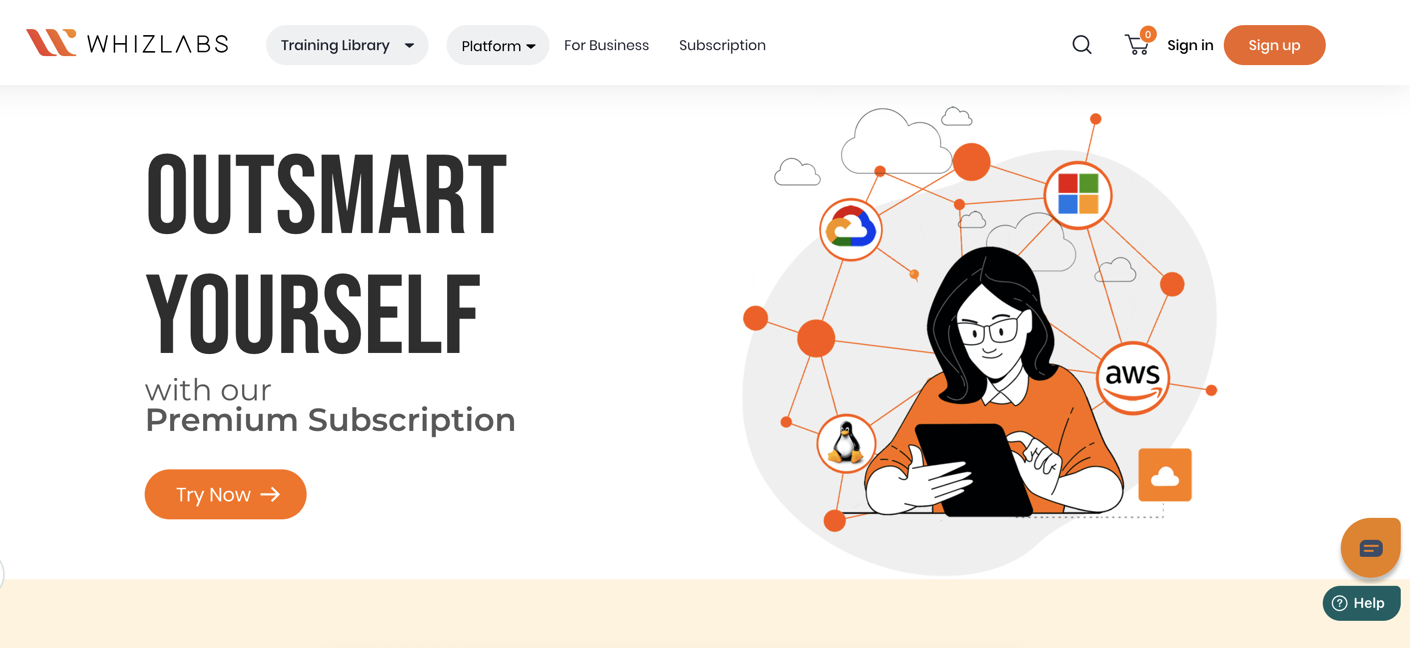 WHIZLABS
Training Library
Platform
For Business
Subscription
0
Sign in
Sign up
OUTSMART
YOURSELF
with our
Premium Subscription
Try Now →
aws
Help